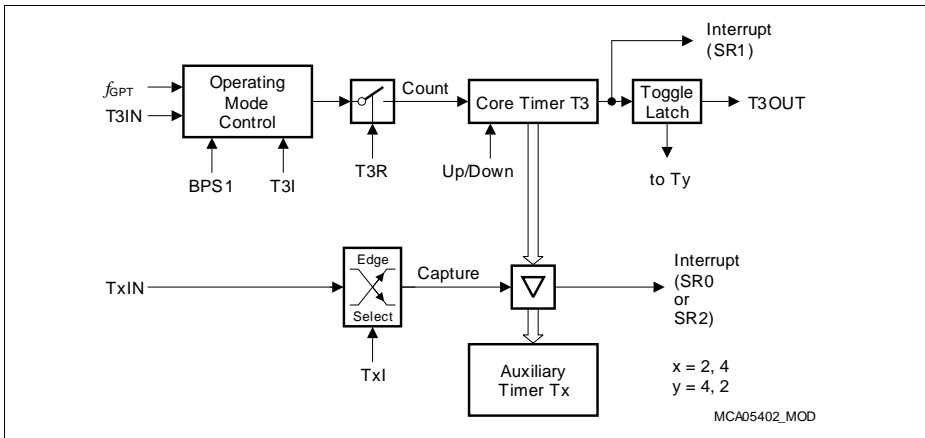 Interrupt
(SR1)
fGPT
T3IN
Operating
Mode
Control
Count
Core Timer T3
Toggle
Latch
T3OUT
BPS1
T3I
T3R
Up/Down
to Ty
TxIN
Edge
Select
Capture
Interrupt
(SR0
or
SR2)
TxI
Auxiliary
Timer Tx
x = 2, 4
y = 4, 2
MCA05402_MOD